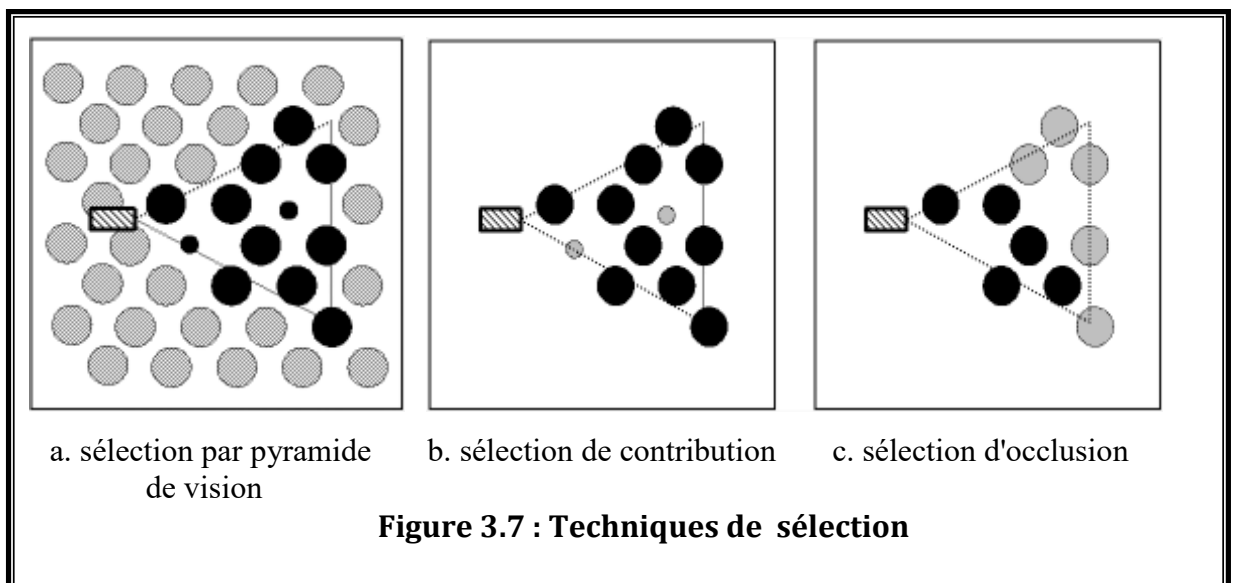 a. sélection par pyramide
de vision
b. sélection de contribution
c. sélection d'occlusion
Figure 3.7 : Techniques de sélection